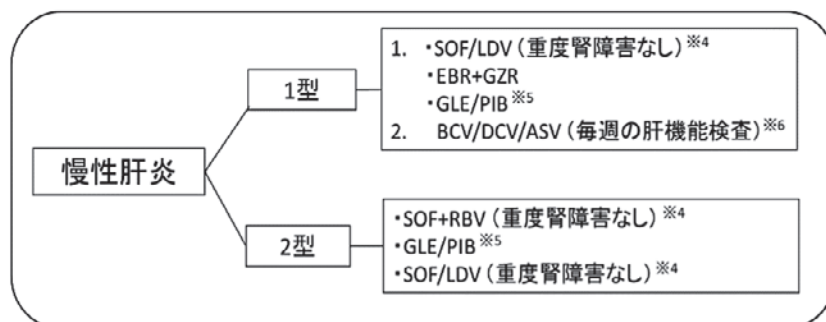 慢性肝炎
1型
1. ・SOF/LDV（重度腎障害なし）※4
・EBR+GZR
・GLE/PIB※5
2. BCV/DCV/ASV（毎週の肝機能検査）※6
2型
・SOF+RBV（重度腎障害なし）※4
・GLE/PIB※5
・SOF/LDV（重度腎障害なし）※4